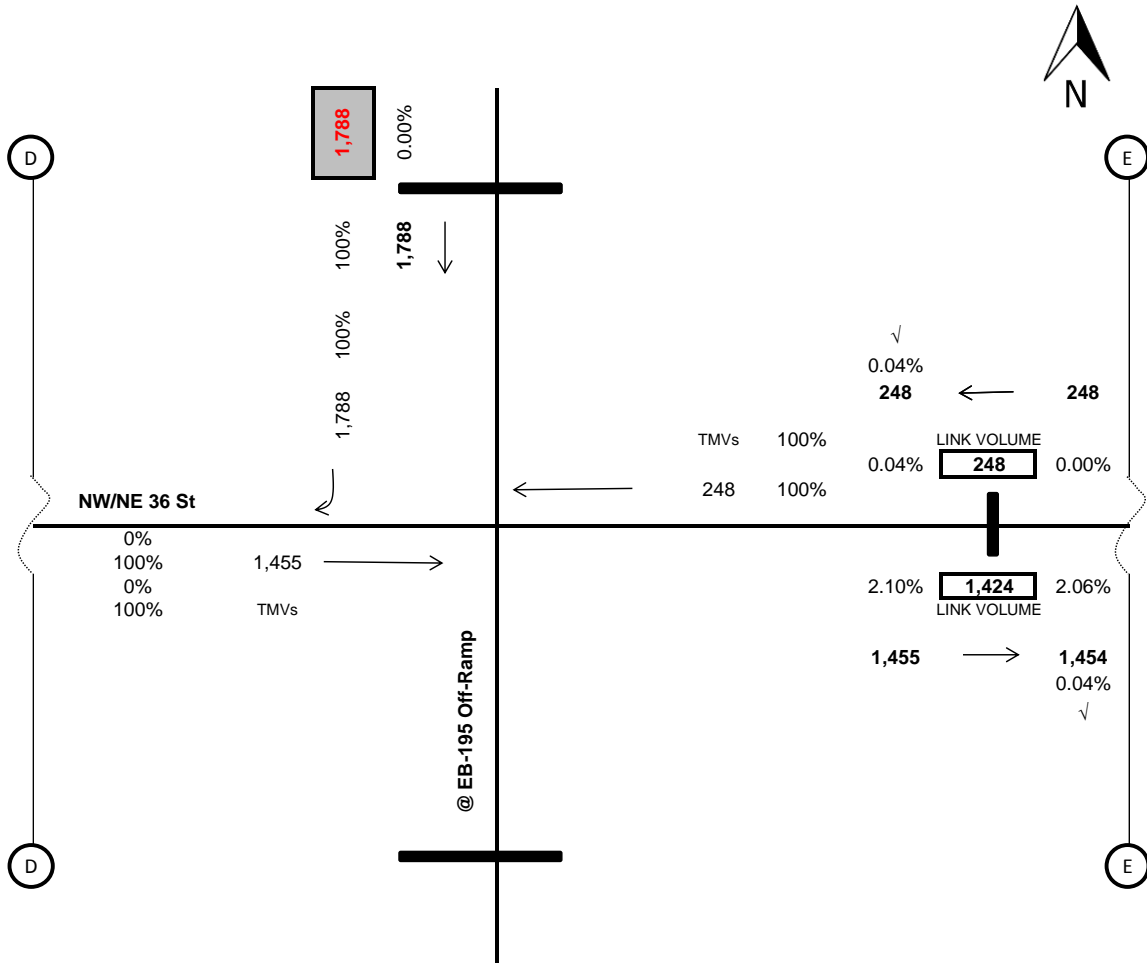 N
D
E
1,788
0.00%
1,788
100%
100%
1,788
√
0.04%
248 248
TMVs 100%
LINK VOLUME
0.04% 248 0.00%
248 100%
NW/NE 36 St
0%
100% 1,455
0%
100% TMVs
2.10% 1,424 2.06%
LINK VOLUME
1,455 1,454
0.04%
√
@ EB-195 Off-Ramp
D
E